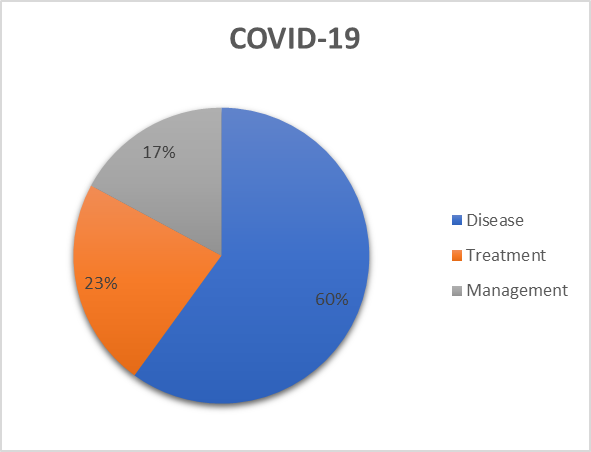 COVID-19
17%
23%
60%
Disease
Treatment
Management